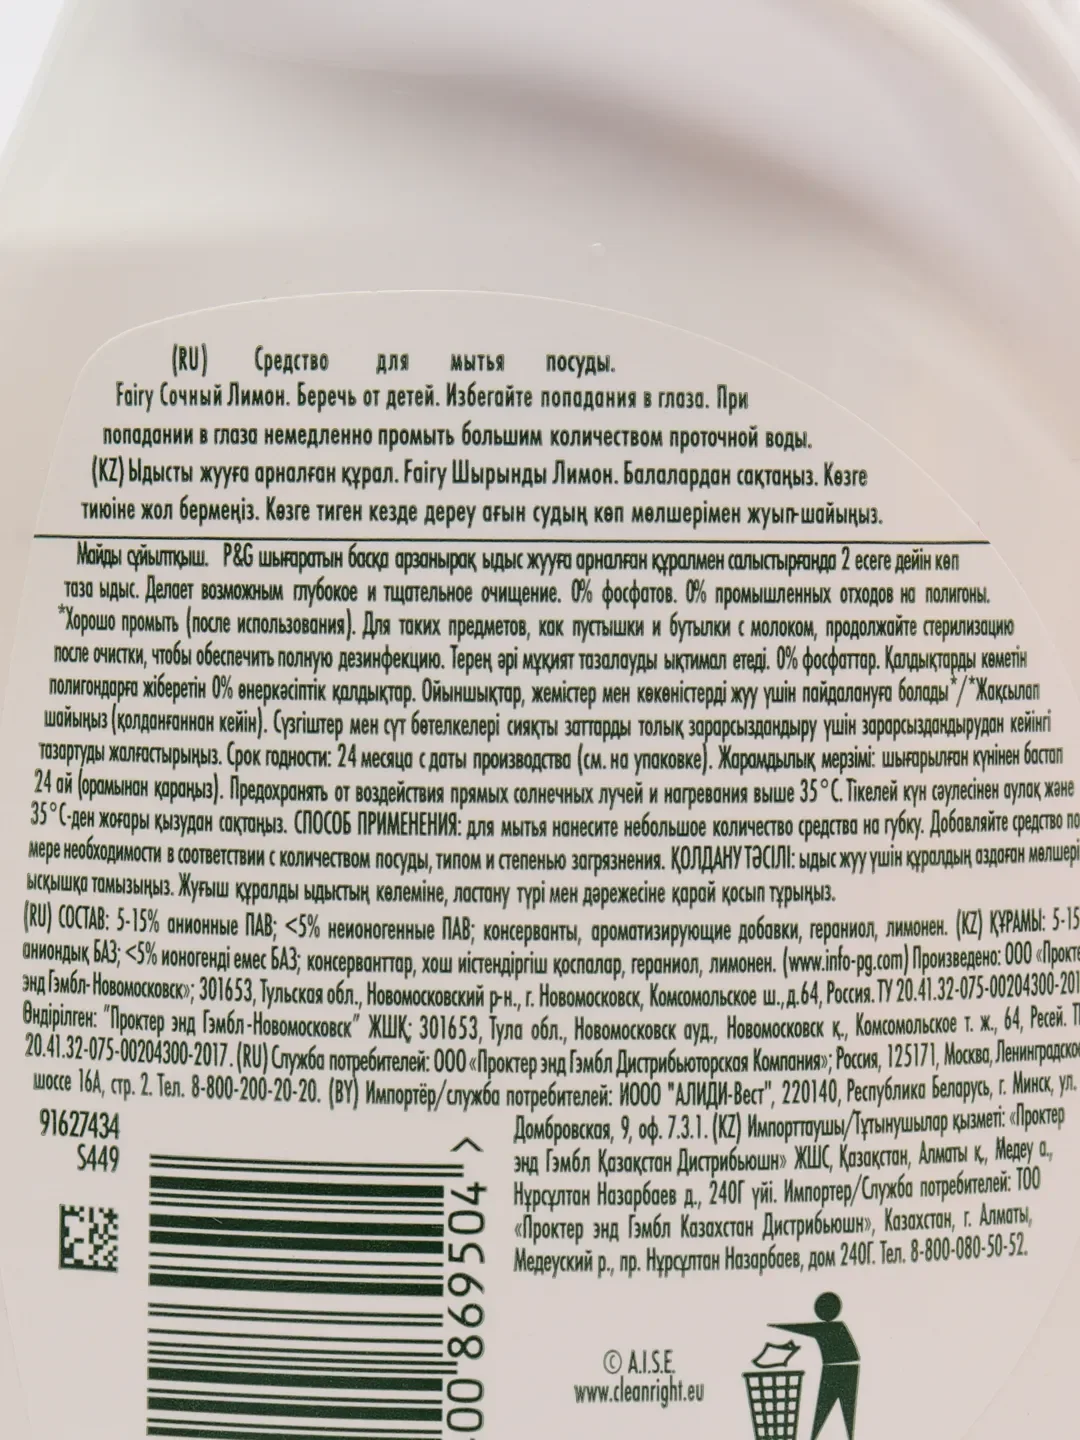 (RU) Средство для мытья посуды.
Fairy Сочный Лимон. Беречь от детей. Избегайте попадания в глаза. При
попадании в глаза немедленно промыть большим количеством проточной воды.
(KZ) Ыдысты жууға арналған құрал. Fairy Шырынды Лимон. Балалардан сақтаңыз. Көзге
тиюіне жол бермеңіз. Көзге тиген кезде дереу ағын судың көп мөлшерімен жуып-шайыңыз.
Майды сұйылтқыш. P&G шығаратын басқа арзанырақ ыдыс жууға арналған құралмен салыстырғанда 2 есеге дейін көп
таза ыдыс. Делает возможным глубокое и тщательное очищение. 0% фосфатов. 0% промышленных отходов на полигоны.
*Хорошо промыть (после использования). Для таких предметов, как пустышки и бутылки с молоком, продолжайте стерилизацию
после очистки, чтобы обеспечить полную дезинфекцию. Терең әрі мұқият тазалауды ықтимал етеді. 0% фосфаттар. Қалдықтарды көметін
полигондарға жіберетін 0% өнеркәсіптік қалдықтар. Ойыншықтар, жемістер мен көкөністерді жуу үшін пайдалануға болады*/*Жақсылап
шайыңыз (қолданғаннан кейін). Сүзгіштер мен сүт бөтелкелері сияқты заттарды толық зарарсыздандыру үшін зарарсыздандырудан кейінгі
тазартуды жалғастырыңыз. Срок годности: 24 месяца с даты производства (см. на упаковке). Жарамдылық мерзімі: шығарылған күнінен бастап
24 ай (орамынан қараңыз). Предохранять от воздействия прямых солнечных лучей и нагревания выше 35°С. Тікелей күн сәулесінен аулақ және
35°С-ден жоғары қызудан сақтаңыз. СПОСОБ ПРИМЕНЕНИЯ: для мытья нанесите небольшое количество средства на губку. Добавляйте средство по
мере необходимости в соответствии с количеством посуды, типом и степенью загрязнения. ҚОЛДАНУ ТӘСІЛІ: ыдыс жуу үшін құралдың аздаған мөлшері
ысқышқа тамызыңыз. Жуғыш құралды ыдыстың көлеміне, ластану түрі мен дәрежесіне қарай қосып тұрыңыз.
(RU) СОСТАВ: 5-15% анионные ПАВ; <5% неионогенные ПАВ; консерванты, ароматизирующие добавки, гераниол, лимонен. (KZ) ҚҰРАМЫ: 5-15
аниондық БАЗ; <5% ионогенді емес БАЗ; консерванттар, хош иістендіргіш қоспалар, гераниол, лимонен. (www.info-pg.com) Произведено: ООО «Прокте
энд Гэмбл-Новомосковск»; 301653, Тульская обл., Новомосковский р-н., г. Новомосковск, Комсомольское ш., д.64, Россия. ТУ 20.41.32-075-00204300-201
Өндірілген: "Проктер энд Гэмбл-Новомосковск" ЖШҚ; 301653, Тула обл., Новомосковск ауд., Новомосковск қ., Комсомольское т. ж., 64, Ресей. Т
20.41.32-075-00204300-2017. (RU) Служба потребителей: ООО «Проктер энд Гэмбл Дистрибьюторская Компания»; Россия, 125171, Москва, Ленинградское
шоссе 16А, стр. 2. Тел. 8-800-200-20-20. (BY) Импортёр/служба потребителей: ИООО "АЛИДИ-Вест", 220140, Республика Беларусь, г. Минск, ул.
Домбровская, 9, оф. 7.3.1. (KZ) Импорттаушы/Тұтынушылар қызметі: «Проктер
энд Гэмбл Қазақстан Дистрибьюшн» ЖШС, Қазақстан, Алматы қ., Медеу а.,
Нұрсұлтан Назарбаев д., 240Г үйі. Импортер/Служба потребителей: ТОО
«Проктер энд Гэмбл Казахстан Дистрибьюшн», Казахстан, г. Алматы,
Медеуский р., пр. Нұрсұлтан Назарбаев, дом 240Г. Тел. 8-800-080-50-52.
91627434
S449
00 869504 >
© A.I.S.E.
www.cleanright.eu